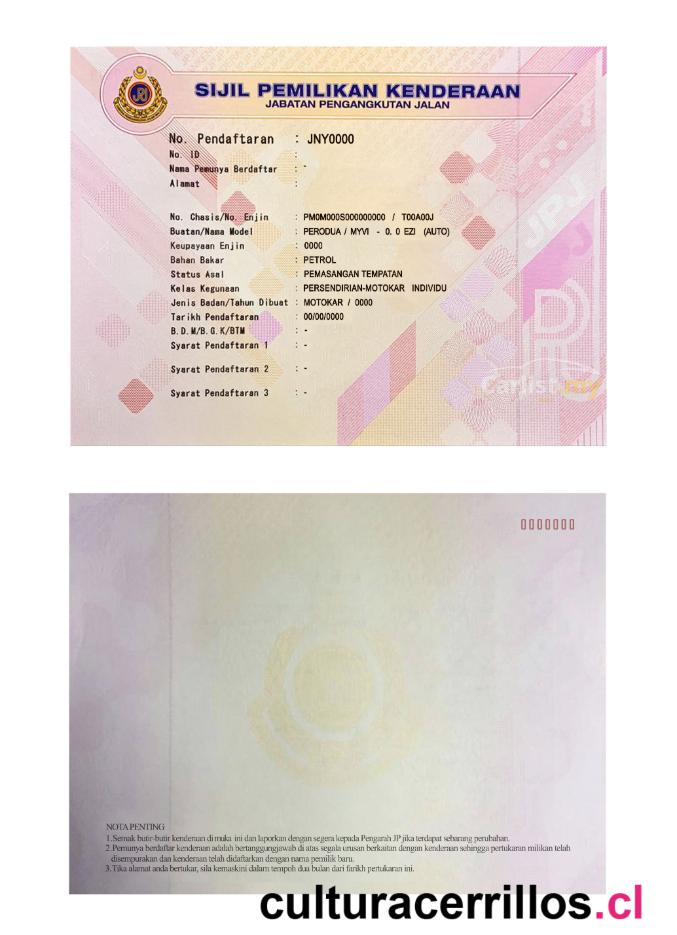 JPJ
SIJIL PEMILIKAN KENDERAAN
JABATAN PENGANGKUTAN JALAN
No. Pendaftaran : JNY0000
No. ID :
Nama Pemunya Berdaftar : -
Alamat :
No. Chasis/No. Enjin : PM0M000S000000000 / T00A00J
Buatan/Nama Model : PERODUA / MYVI - 0. 0 EZI (AUTO)
Keupayaan Enjin : 0000
Bahan Bakar : PETROL
Status Asal : PEMASANGAN TEMPATAN
Kelas Kegunaan : PERSENDIRIAN-MOTOKAR INDIVIDU
Jenis Badan/Tahun Dibuat : MOTOKAR / 0000
Tarikh Pendaftaran : 00/00/0000
B.D.M/B.G.K/BTM : -
Syarat Pendaftaran 1 : -
Syarat Pendaftaran 2 : -
Syarat Pendaftaran 3 : -
JPJ
JPJ
Carlist.my
0000000
NOTA PENTING
1.Semak butir-butir kenderaan di muka ini dan laporkan dengan segera kepada Pengarah JP jika terdapat sebarang perubahan.
2.Pemunya berdaftar kenderaan adalah bertanggungjawab di atas segala urusan berkaitan dengan kenderaan sehingga pertukaran milikan telah
disempurakan dan kenderaan telah didaftarkan dengan nama pemilik baru.
3.Tika alamat anda bertukar, sila kemaskini dalam tempoh dua bulan dari farikh pertukaran ini.
culturacerrillos.cl